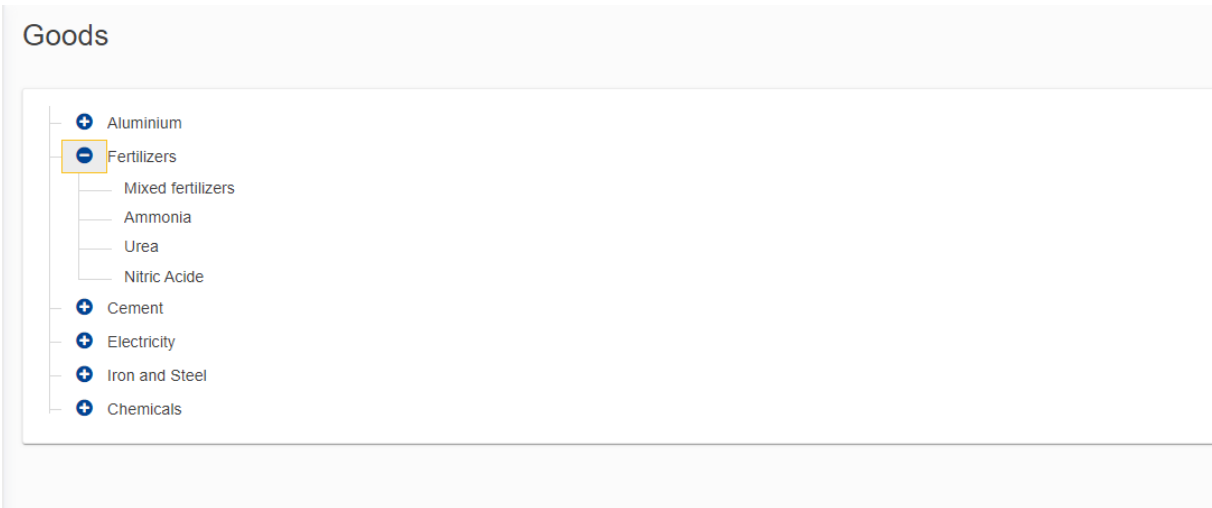 Goods
Aluminium
Fertilizers
Mixed fertilizers
Ammonia
Urea
Nitric Acide
Cement
Electricity
Iron and Steel
Chemicals